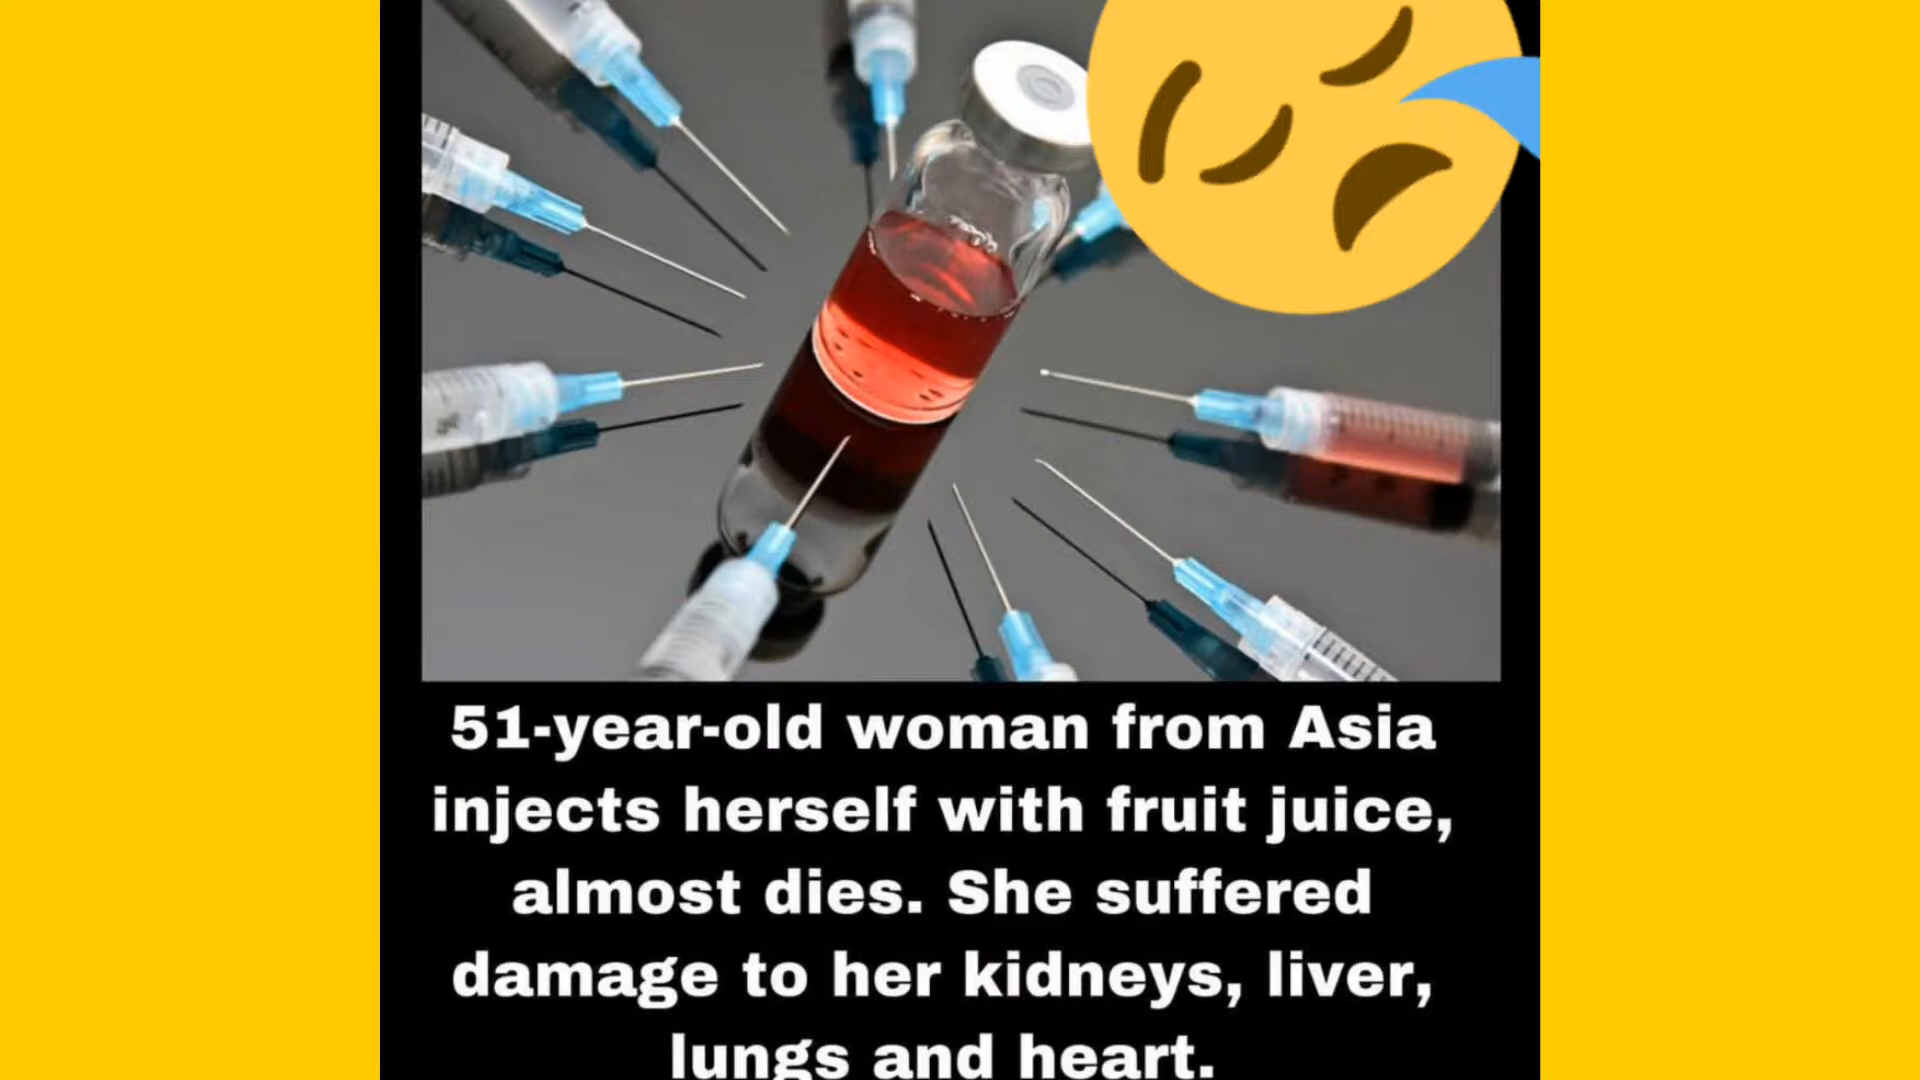 51-year-old woman from Asia
injects herself with fruit juice,
almost dies. She suffered
damage to her kidneys, liver,
lungs and heart.